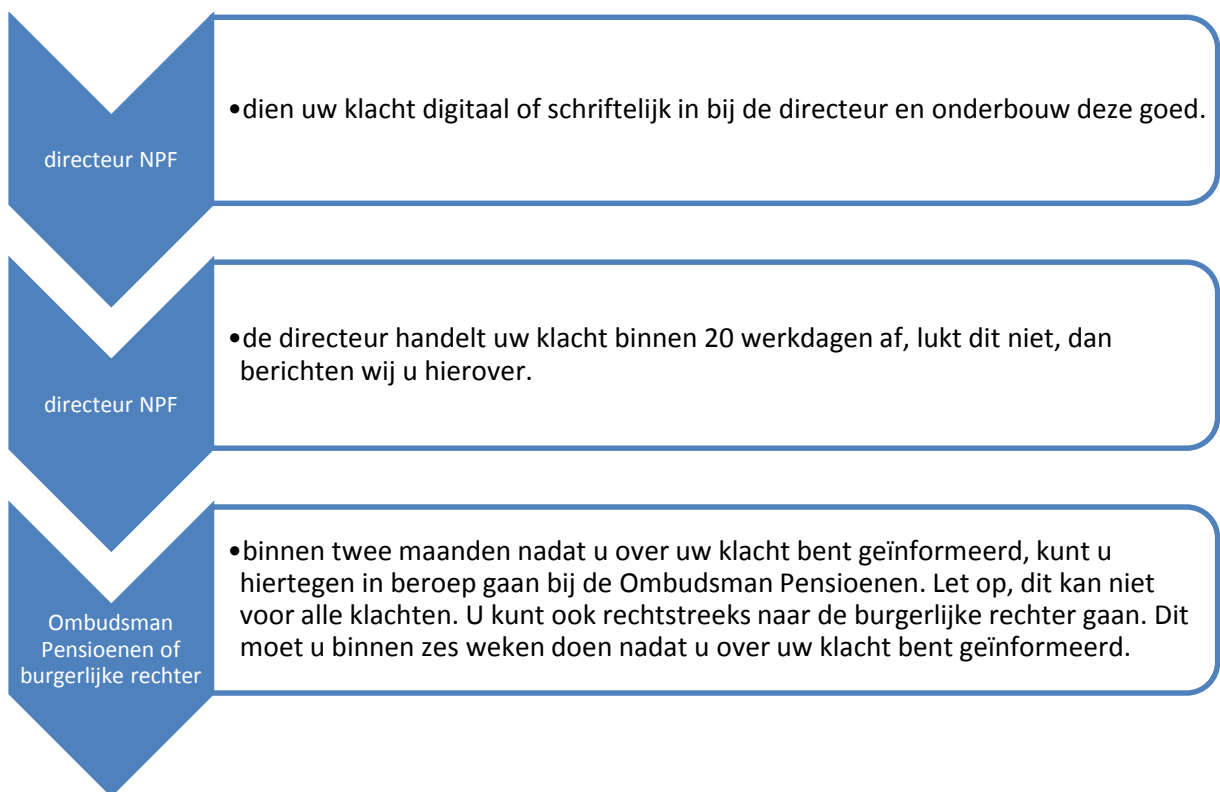 directeur NPF
•dien uw klacht digitaal of schriftelijk in bij de directeur en onderbouw deze goed.
directeur NPF
•de directeur handelt uw klacht binnen 20 werkdagen af, lukt dit niet, dan
berichten wij u hierover.
Ombudsman
Pensioenen of
burgerlijke rechter
•binnen twee maanden nadat u over uw klacht bent geïnformeerd, kunt u
hiertegen in beroep gaan bij de Ombudsman Pensioenen. Let op, dit kan niet
voor alle klachten. U kunt ook rechtstreeks naar de burgerlijke rechter gaan. Dit
moet u binnen zes weken doen nadat u over uw klacht bent geïnformeerd.